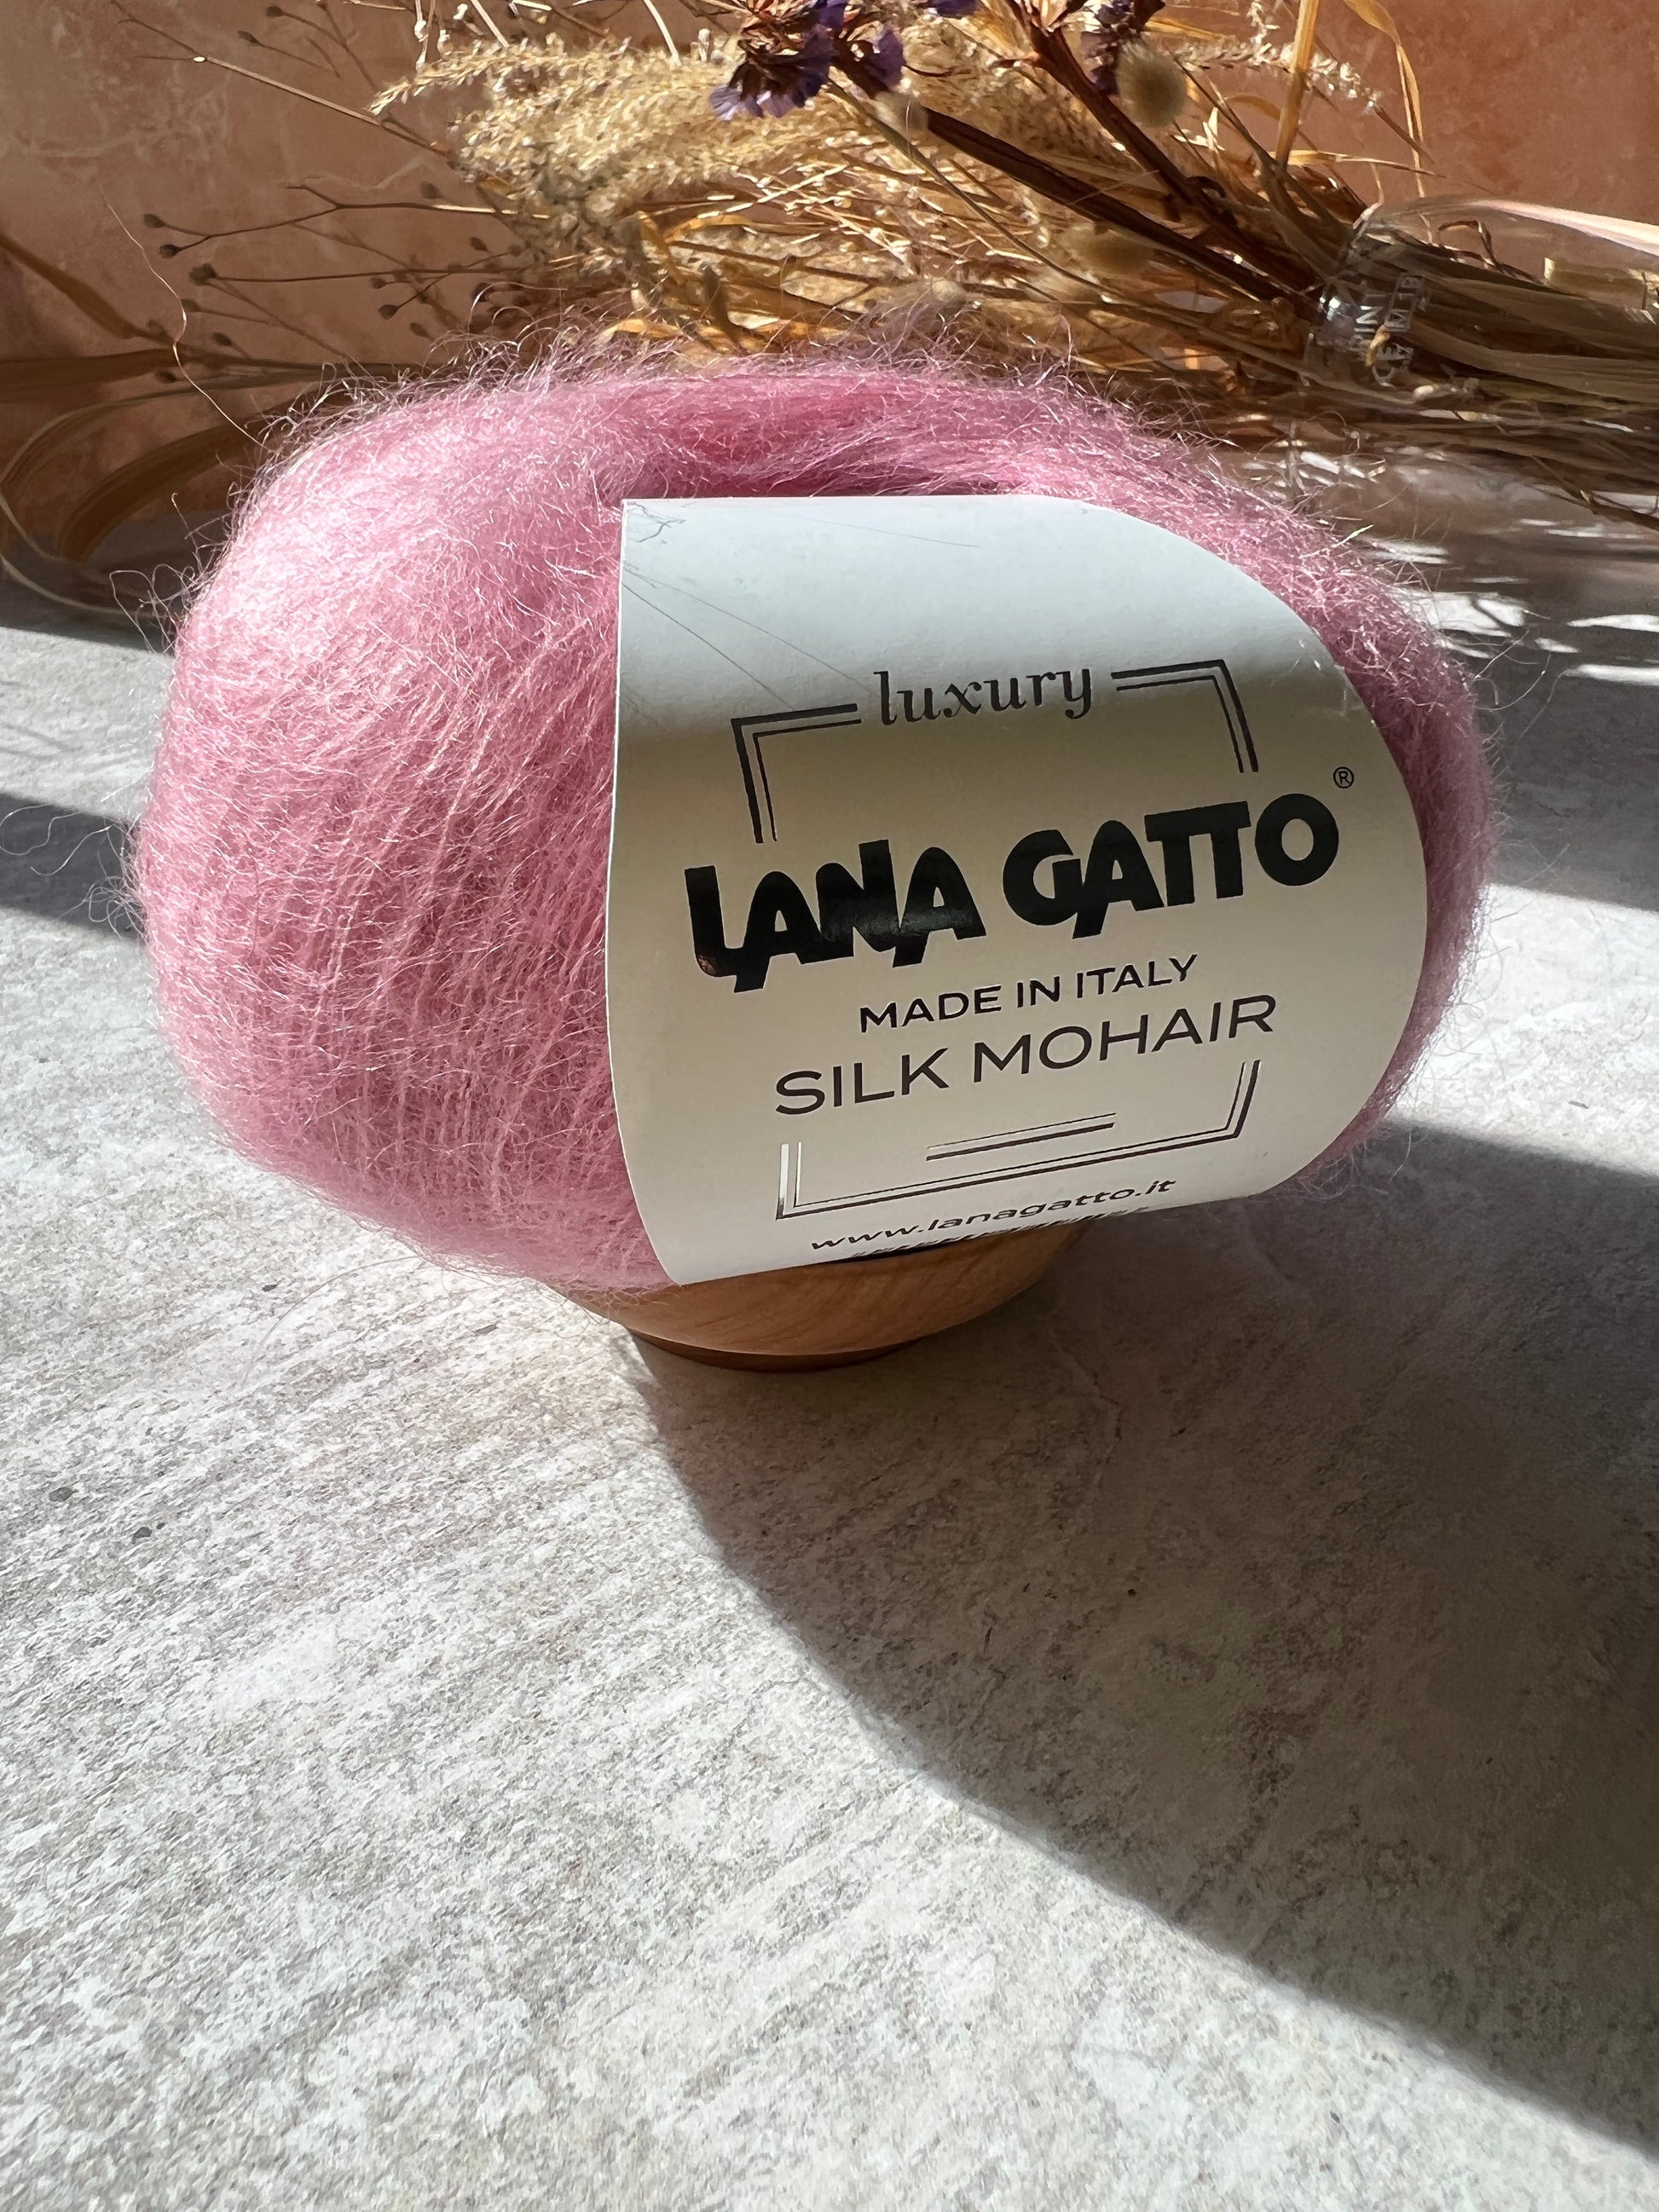 luxury
LANA GATTO®
MADE IN ITALY
SILK MOHAIR
www.lanagatto.it